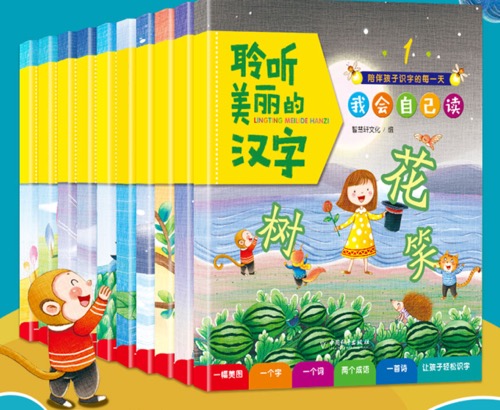 聆听
美丽的
LINGTING MEILIDE HANZI
汉字
1
陪伴孩子识字的每一天
我会自己读
智慧轩文化 / 编
花
笑
树
一幅美图
一个字
一个词
两个成语
一首词
让孩子轻松识字